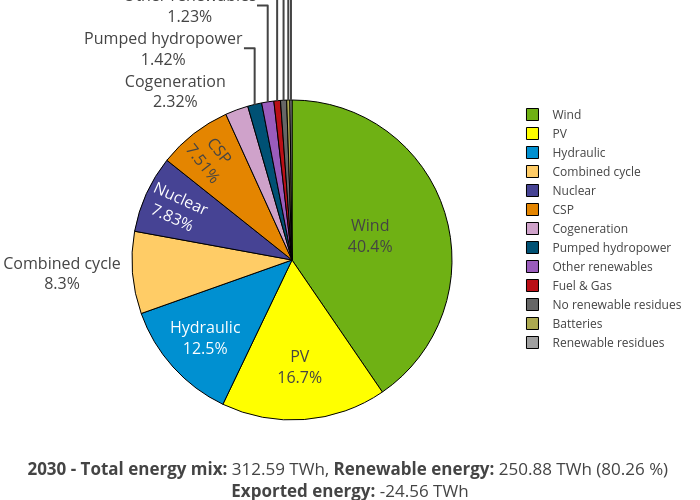 1.23%
Pumped hydropower
1.42%
Cogeneration
2.32%
CSP
7.51%
Nuclear
7.83%
Wind
40.4%
Combined cycle
8.3%
Hydraulic
12.5%
PV
16.7%
Wind
PV
Hydraulic
Combined cycle
Nuclear
CSP
Cogeneration
Pumped hydropower
Other renewables
Fuel & Gas
No renewable residues
Batteries
Renewable residues
2030 - Total energy mix: 312.59 TWh, Renewable energy: 250.88 TWh (80.26 %)
Exported energy: -24.56 TWh